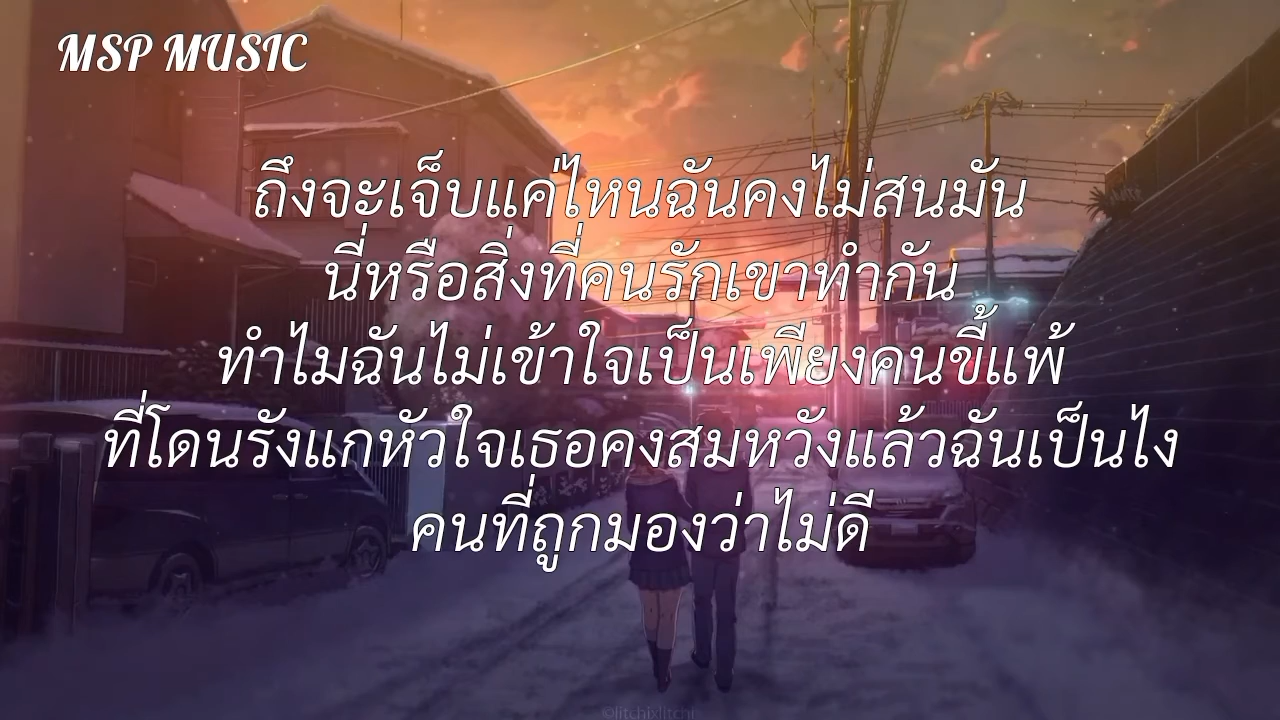 MSP MUSIC
ถึงจะเจ็บแค่ไหนฉันคงไม่สนมัน
นี่หรือสิ่งที่คนรักเขาทำกัน
ทำไมฉันไม่เข้าใจเป็นเพียงคนขี้แพ้
ที่โดนรังแกหัวใจเธอคงสมหวังแล้วฉันเป็นไง
คนที่ถูกมองว่าไม่ดี
©litchixlitchi